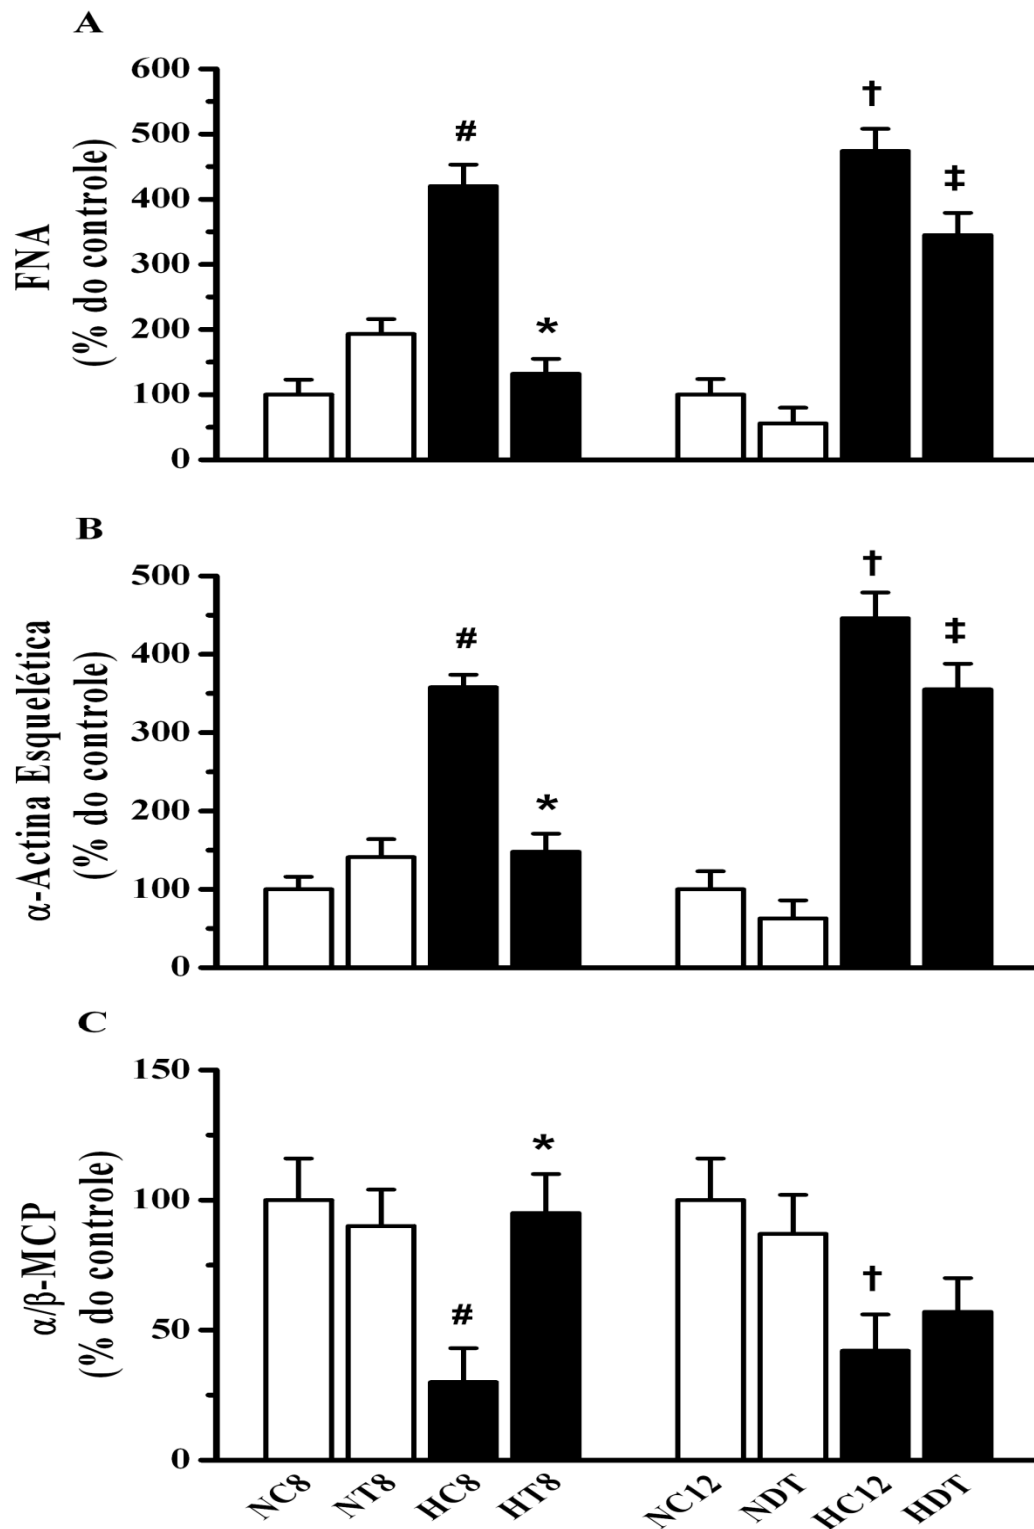 A
600
500
400
300
200
100
0
FNA
(% do controle)
#
*
†
‡
B
500
400
300
200
100
0
α-Actina Esquelética
(% do controle)
#
*
†
‡
C
150
100
50
0
α/β-MCP
(% do controle)
#
*
†
NC8 NT8 HC8 HT8 NC12 NDT HC12 HDT